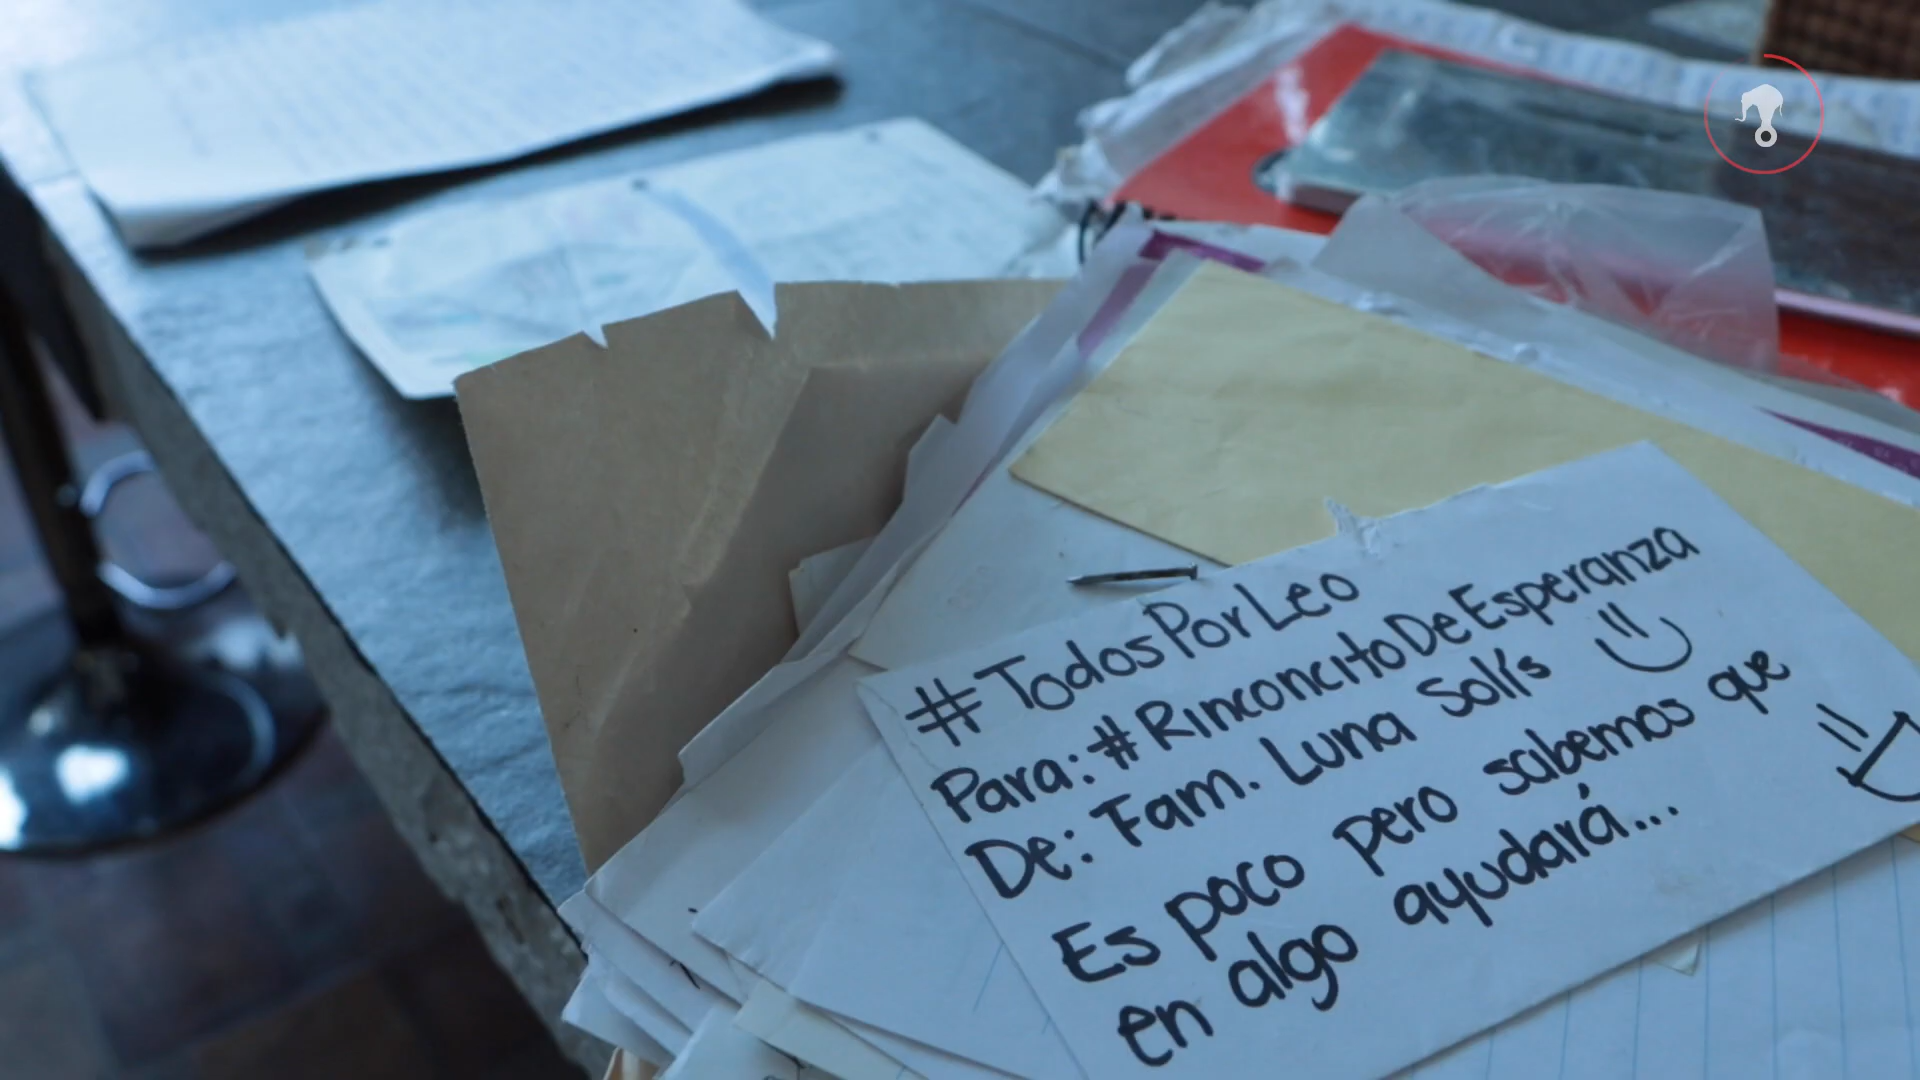 #TodosPorLeo
Para: #RinconcitoDeEsperanza
De: Fam. Luna Solís
Es poco pero sabemos que
en algo ayudará...